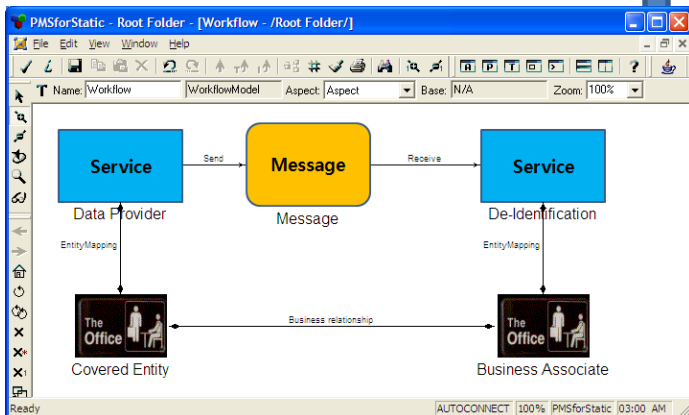 PMSforStatic - Root Folder - [Workflow - /Root Folder/]
File Edit View Window Help
A P T
T Name: Workflow WorkflowModel Aspect: Aspect Base: N/A Zoom: 100%
Service Send Message Receive Service
Data Provider Message De-Identification
EntityMapping EntityMapping
The Office Business relationship The Office
Covered Entity Business Associate
Ready AUTOCONNECT 100% PMSforStatic 03:00 AM